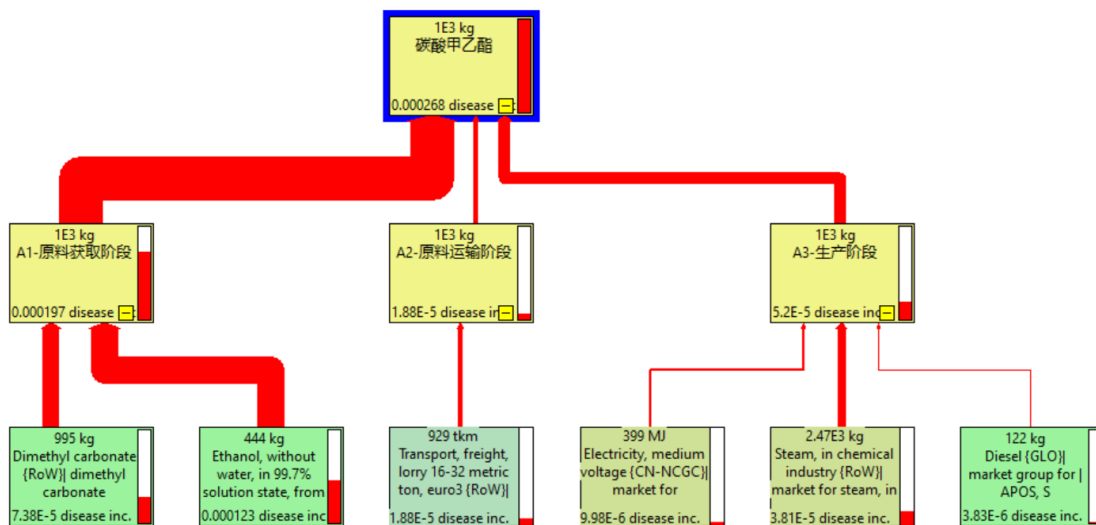 1E3 kg
碳酸甲乙酯
0.000268 disease
1E3 kg
A1-原料获取阶段
0.000197 disease
1E3 kg
A2-原料运输阶段
1.88E-5 disease inc.
1E3 kg
A3-生产阶段
5.2E-5 disease inc
995 kg
Dimethyl carbonate
{RoW}| dimethyl
carbonate
7.38E-5 disease inc.
444 kg
Ethanol, without
water, in 99.7%
solution state, from
0.000123 disease inc.
929 tkm
Transport, freight,
lorry 16-32 metric
ton, euro3 {RoW}|
1.88E-5 disease inc.
399 MJ
Electricity, medium
voltage {CN-NCGC}|
market for
9.98E-6 disease inc.
2.47E3 kg
Steam, in chemical
industry {RoW}|
market for steam, in
3.81E-5 disease inc.
122 kg
Diesel {GLO}|
market group for |
APOS, S
3.83E-6 disease inc.